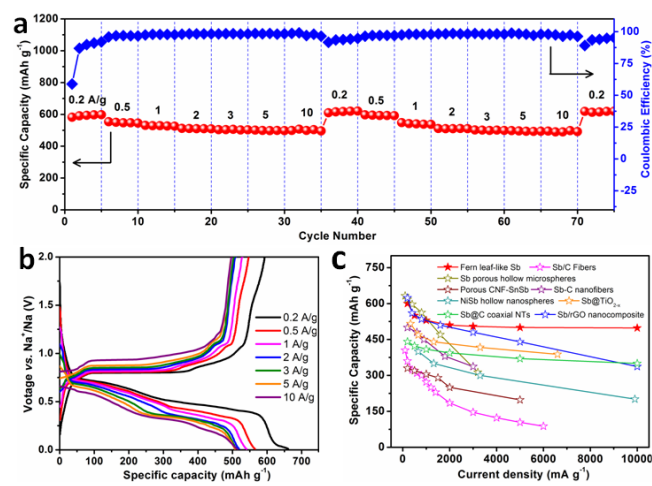 a
Specific Capacity (mAh g⁻¹)
1200
1000
800
600
400
200
0
0.2 A/g
0.5
1
2
3
5
10
0.2
0.5
1
2
3
5
10
0.2
100
75
50
25
0
-25
Coulombic Efficiency (%)
0
10
20
30
40
50
60
70
Cycle Number
b
Votage vs. Na⁺/Na (V)
2.0
1.5
1.0
0.5
0.0
0.2 A/g
0.5 A/g
1 A/g
2 A/g
3 A/g
5 A/g
10 A/g
0
100
200
300
400
500
600
700
Specific capacity (mAh g⁻¹)
c
Specific Capacity (mAh g⁻¹)
750
600
450
300
150
0
Fern leaf-like Sb
Sb/C Fibers
Sb porous hollow microspheres
Porous CNF-SnSb
Sb-C nanofibers
NiSb hollow nanospheres
Sb@TiO₂₋ₓ
Sb@C coaxial NTs
Sb/rGO nanocomposite
0
2000
4000
6000
8000
10000
Current density (mA g⁻¹)